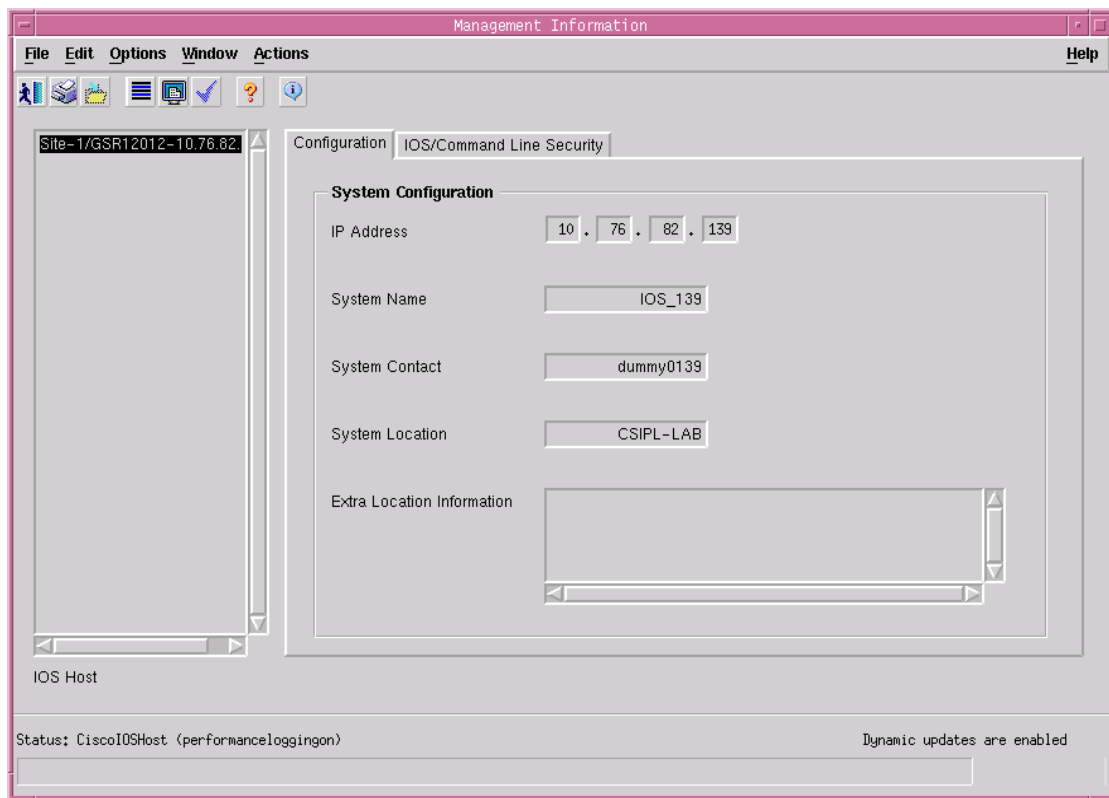 Management Information
File Edit Options Window Actions Help
Site-1/GSR12012-10.76.82.
Configuration IOS/Command Line Security
System Configuration
IP Address 10 . 76 . 82 . 139
System Name IOS_139
System Contact dummy0139
System Location CSIPL-LAB
Extra Location Information
IOS Host
Status: CiscoIOSHost (performanceloggingon) Dynamic updates are enabled